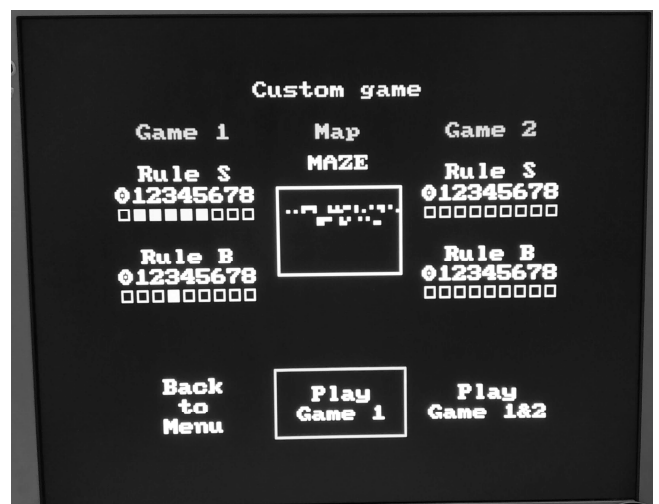 Custom game
Game 1
Map
Game 2
Rule S
012345678
MAZE
Rule S
012345678
Rule B
012345678
Rule B
012345678
Back
to
Menu
Play
Game 1
Play
Game 1&2